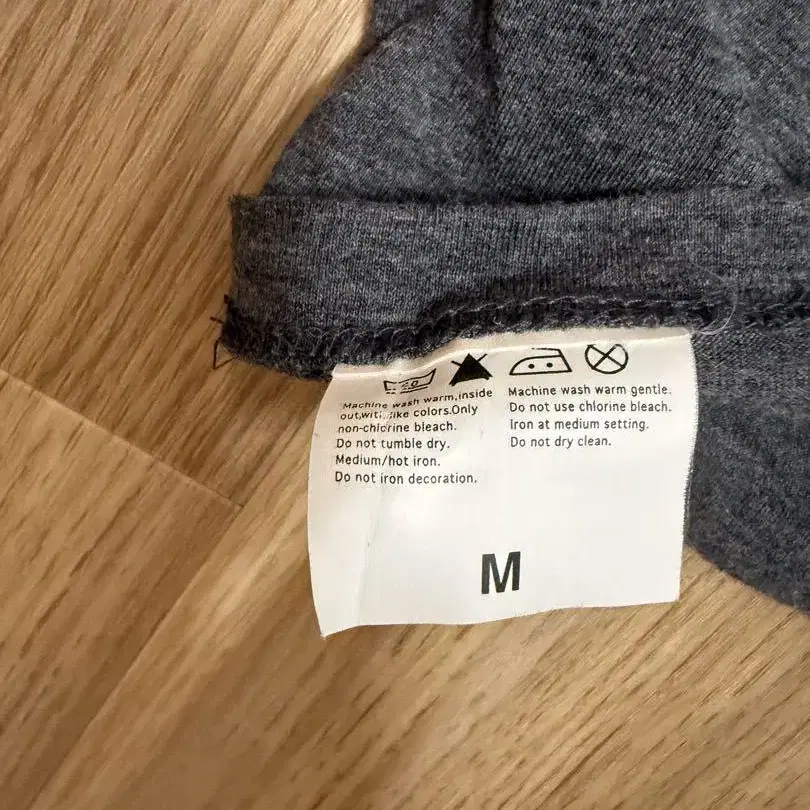 Machine wash warm,inside
out,with like colors.Only
non-chlorine bleach.
Do not tumble dry.
Medium/hot iron.
Do not iron decoration.
Machine wash warm gentle.
Do not use chlorine bleach.
Iron at medium setting.
Do not dry clean.
M